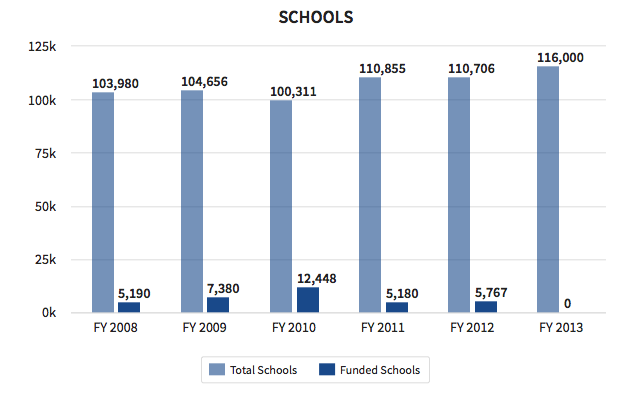 SCHOOLS
125k
100k
75k
50k
25k
0k
103,980
5,190
104,656
7,380
100,311
12,448
110,855
5,180
110,706
5,767
116,000
0
FY 2008 FY 2009 FY 2010 FY 2011 FY 2012 FY 2013
Total Schools Funded Schools